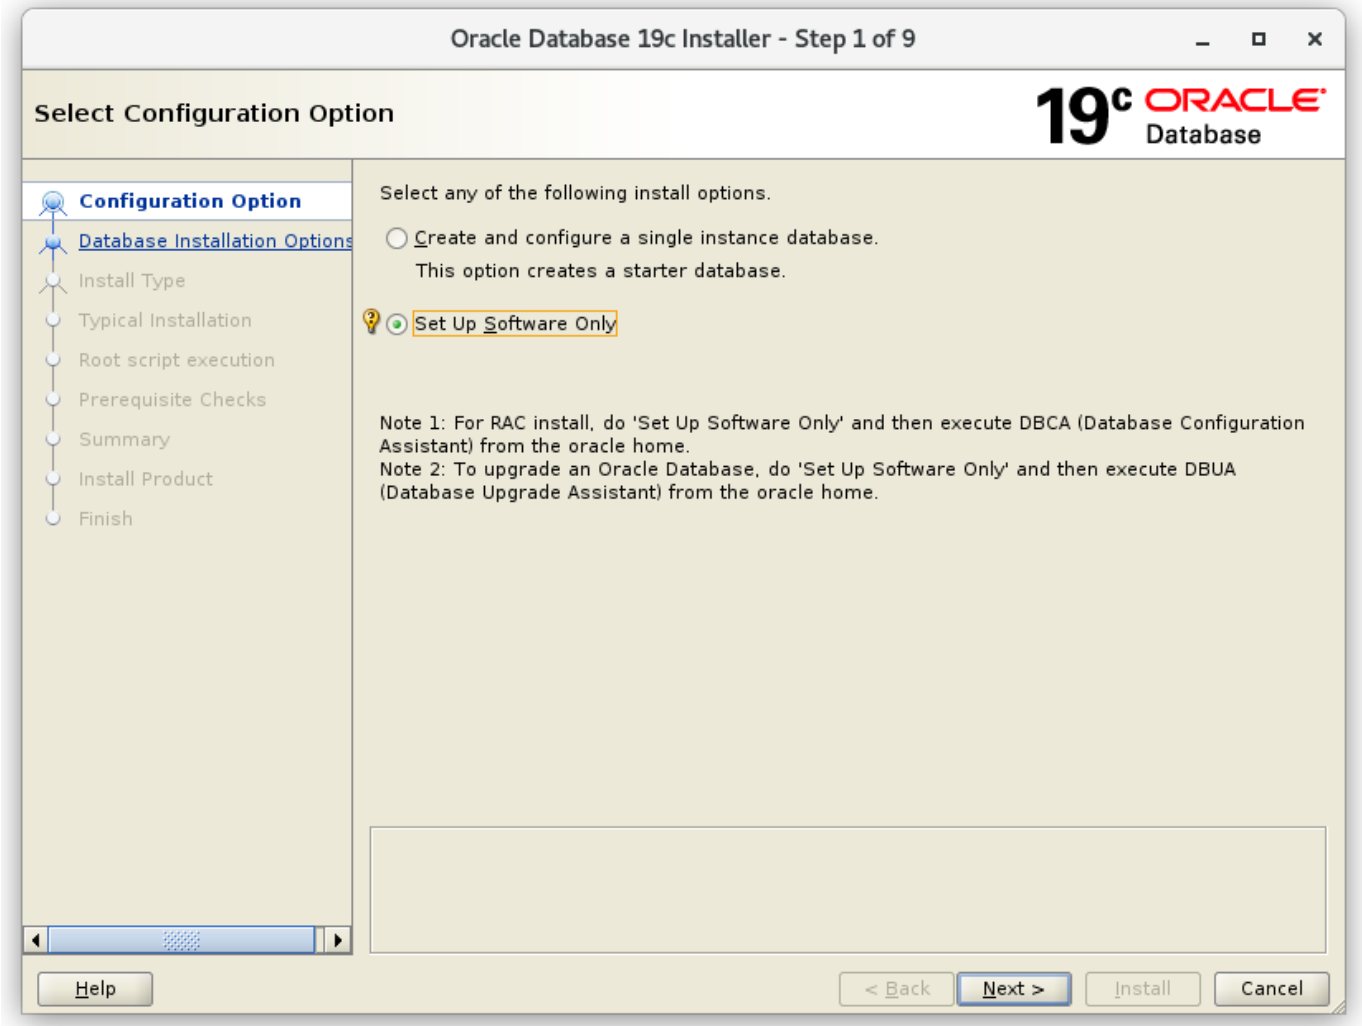 Oracle Database 19c Installer - Step 1 of 9
Select Configuration Option
19c ORACLE
Database
Configuration Option
Database Installation Options
Install Type
Typical Installation
Root script execution
Prerequisite Checks
Summary
Install Product
Finish
Select any of the following install options.
Create and configure a single instance database.
This option creates a starter database.
Set Up Software Only
Note 1: For RAC install, do 'Set Up Software Only' and then execute DBCA (Database Configuration
Assistant) from the oracle home.
Note 2: To upgrade an Oracle Database, do 'Set Up Software Only' and then execute DBUA
(Database Upgrade Assistant) from the oracle home.
Help
< Back
Next >
Install
Cancel